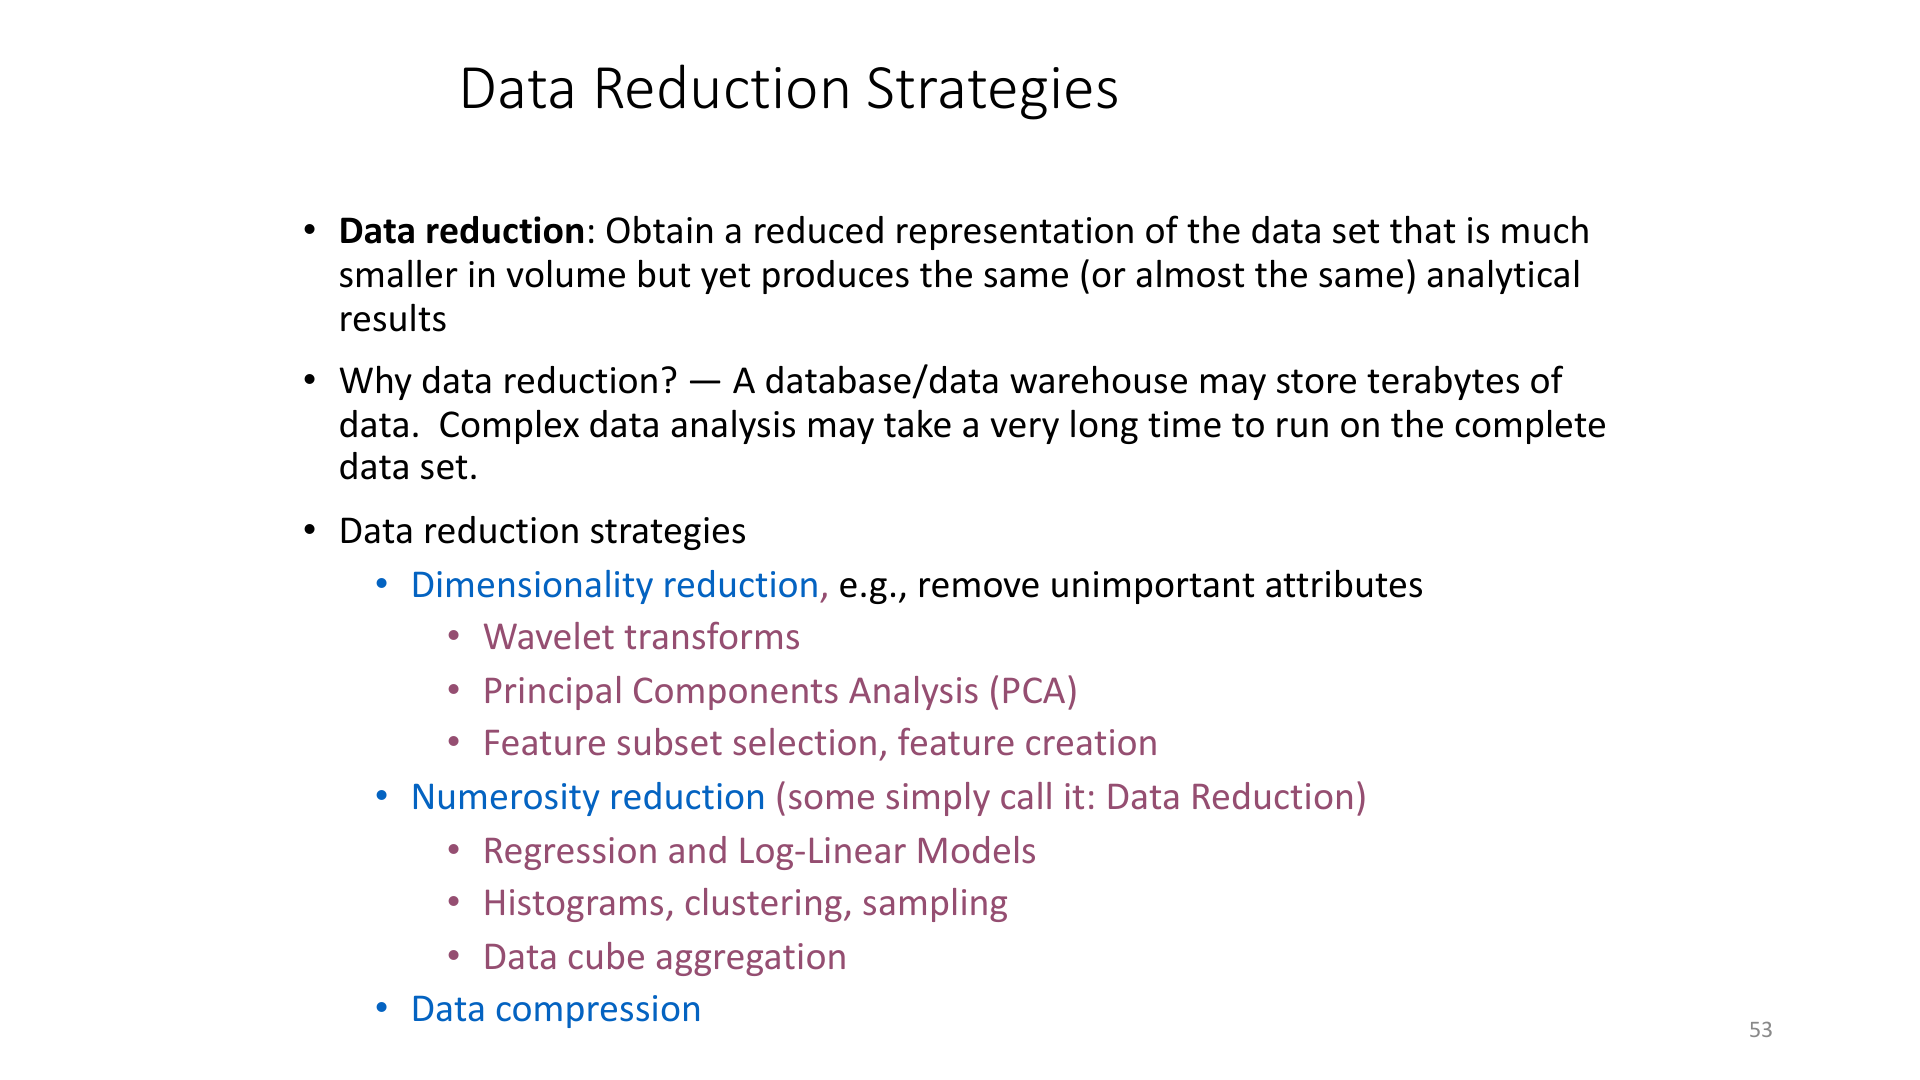 Data Reduction Strategies
• Data reduction: Obtain a reduced representation of the data set that is much
smaller in volume but yet produces the same (or almost the same) analytical
results
• Why data reduction? — A database/data warehouse may store terabytes of
data.  Complex data analysis may take a very long time to run on the complete
data set.
• Data reduction strategies
• Dimensionality reduction, e.g., remove unimportant attributes
• Wavelet transforms
• Principal Components Analysis (PCA)
• Feature subset selection, feature creation
• Numerosity reduction (some simply call it: Data Reduction)
• Regression and Log-Linear Models
• Histograms, clustering, sampling
• Data cube aggregation
• Data compression
53